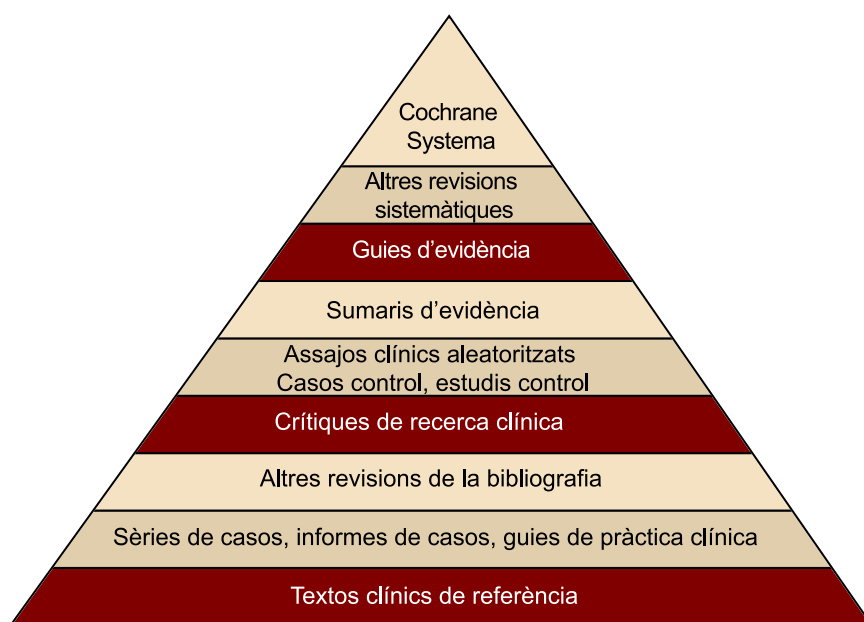 Cochrane
Systema
Altres revisions
sistemàtiques
Guies d’evidència
Sumaris d’evidència
Assajos clínics aleatoritzats
Casos control, estudis control
Crítiques de recerca clínica
Altres revisions de la bibliografia
Sèries de casos, informes de casos, guies de pràctica clínica
Textos clínics de referència